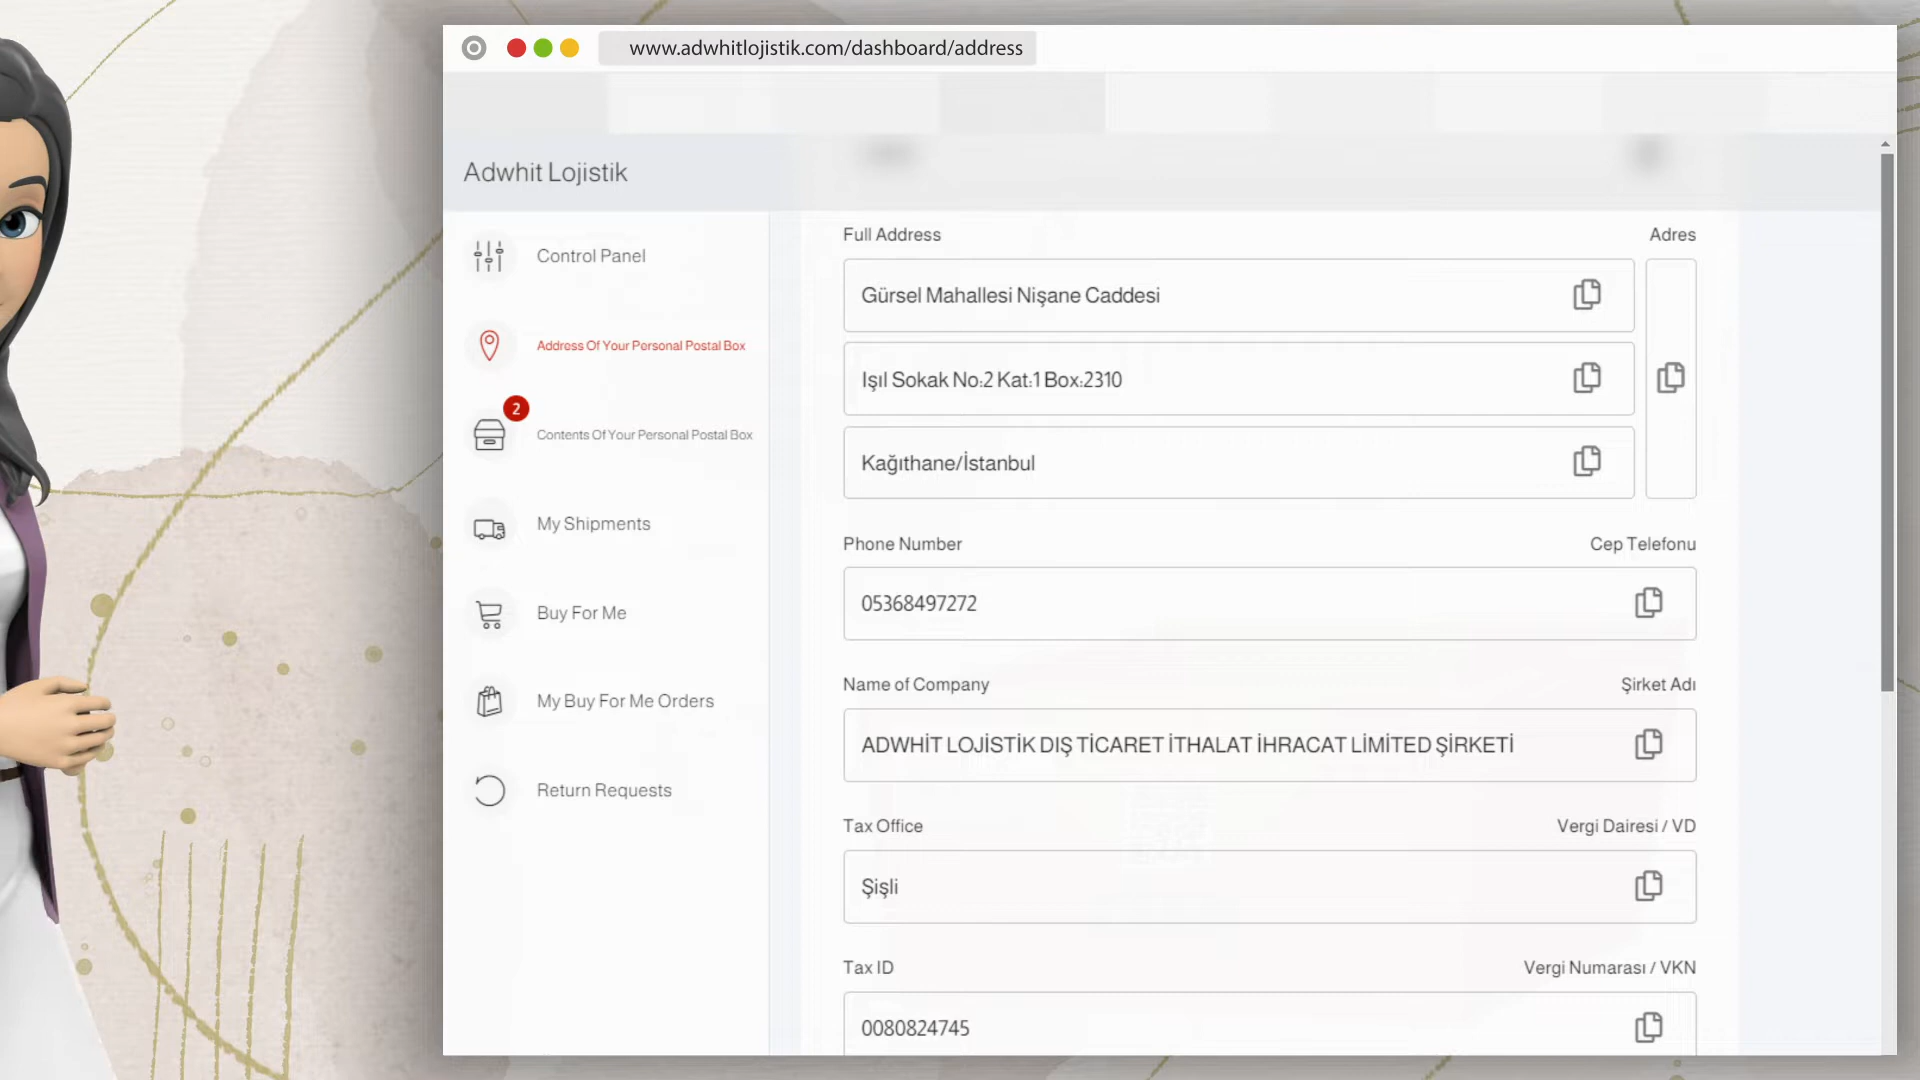 www.adwhitlojistik.com/dashboard/address
Adwhit Lojistik
Control Panel
Address Of Your Personal Postal Box
2
Contents Of Your Personal Postal Box
My Shipments
Buy For Me
My Buy For Me Orders
Return Requests
Full Address Adres
Gürsel Mahallesi Nişane Caddesi
Işıl Sokak No:2 Kat:1 Box:2310
Kağıthane/İstanbul
Phone Number Cep Telefonu
05368497272
Name of Company Şirket Adı
ADWHİT LOJİSTİK DIŞ TİCARET İTHALAT İHRACAT LİMİTED ŞİRKETİ
Tax Office Vergi Dairesi / VD
Şişli
Tax ID Vergi Numarası / VKN
0080824745